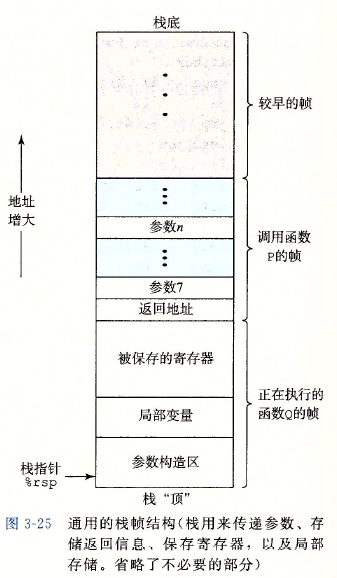 栈底
较早的帧
地址
增大
参数n
调用函数
P的帧
参数7
返回地址
被保存的寄存器
正在执行的
函数Q的帧
局部变量
参数构造区
栈指针
%rsp
栈“顶”
图 3-25 通用的栈帧结构(栈用来传递参数、存
储返回信息、保存寄存器，以及局部
存储。省略了不必要的部分)